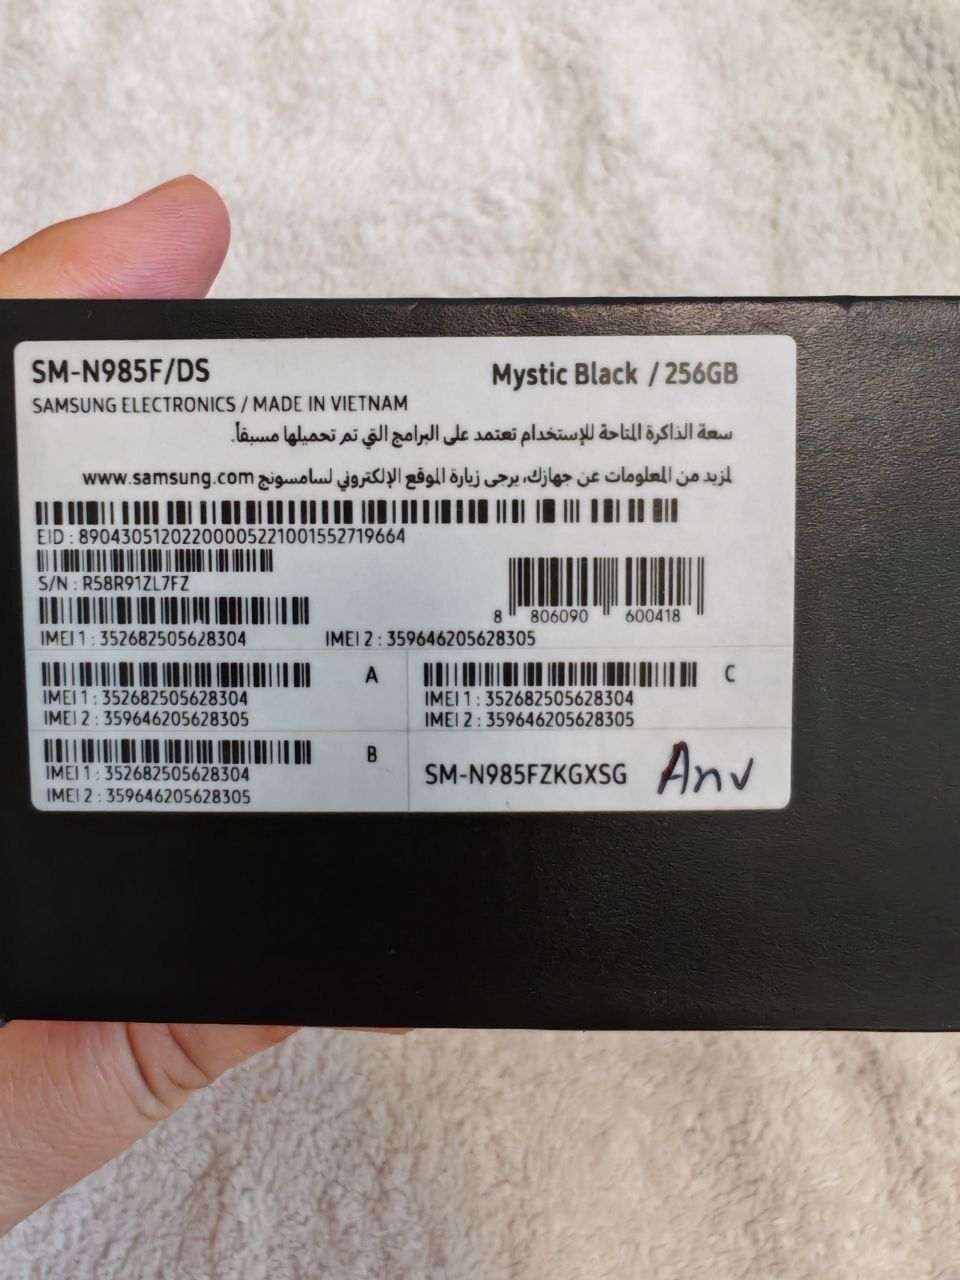 SM-N985F/DS
Mystic Black / 256GB
SAMSUNG ELECTRONICS / MADE IN VIETNAM
سعة الذاكرة المتاحة للإستخدام تعتمد على البرامج التي تم تحميلها مسبقاً.
لمزيد من المعلومات عن جهازك، يرجى زيارة الموقع الإلكتروني لسامسونج www.samsung.com
EID : 89043051202200005221001552719664
S/N : R58R91ZL7FZ
8 806090 600418
IMEI 1 : 352682505628304
IMEI 2 : 359646205628305
A
IMEI 1 : 352682505628304
IMEI 2 : 359646205628305
C
IMEI 1 : 352682505628304
IMEI 2 : 359646205628305
B
IMEI 1 : 352682505628304
IMEI 2 : 359646205628305
SM-N985FZKGXSG
Anv